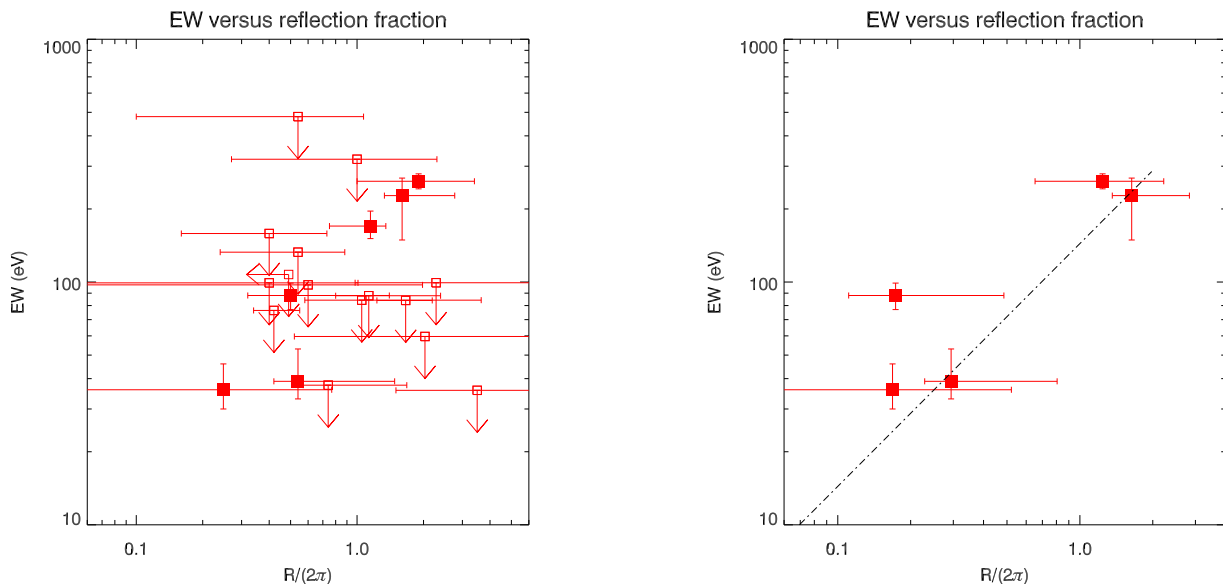 EW versus reflection fraction
1000
100
10
EW (eV)
0.1
1.0
R/(2π)
EW versus reflection fraction
1000
100
10
EW (eV)
0.1
1.0
R/(2π)